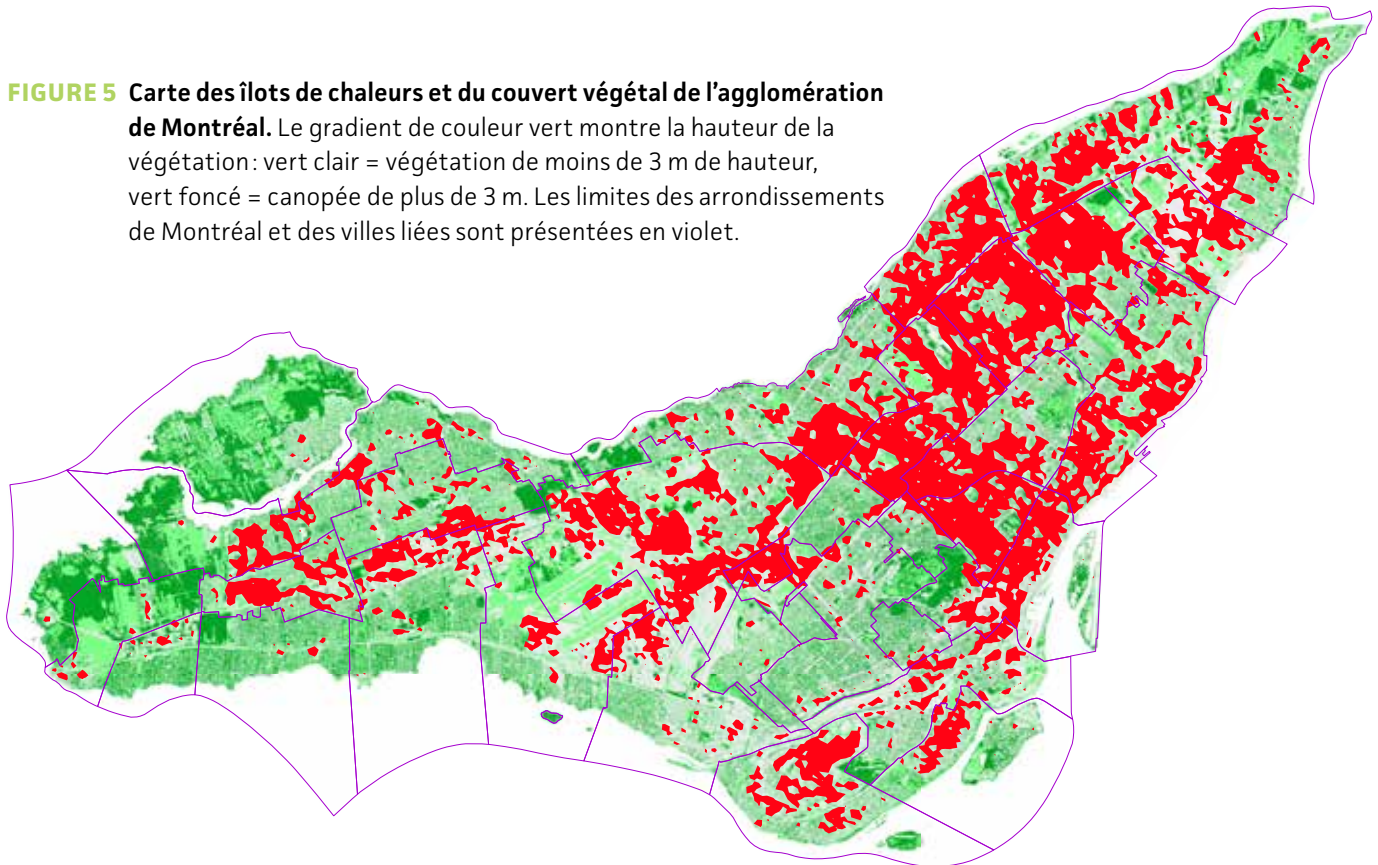 FIGURE 5 Carte des îlots de chaleurs et du couvert végétal de l'agglomération
de Montréal. Le gradient de couleur vert montre la hauteur de la
végétation : vert clair = végétation de moins de 3 m de hauteur,
vert foncé = canopée de plus de 3 m. Les limites des arrondissements
de Montréal et des villes liées sont présentées en violet.